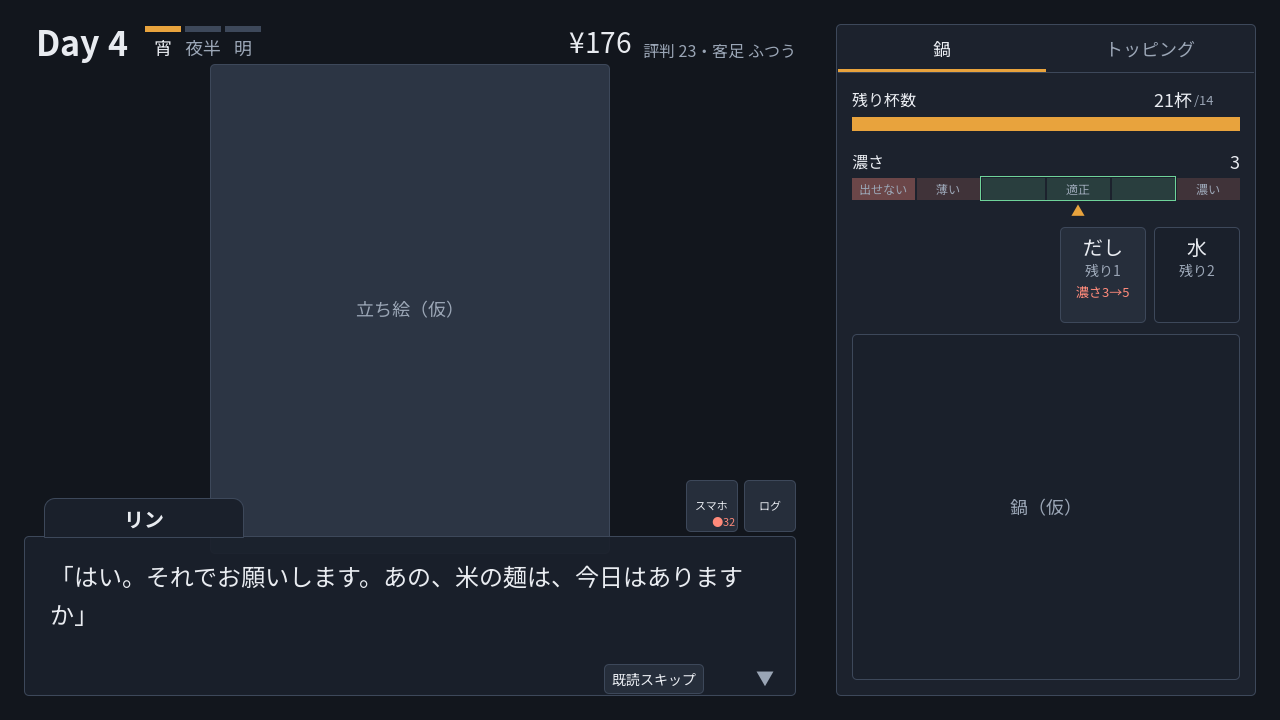 Day 4
宵 夜半 明
¥176 評判 23・客足 ふつう
立ち絵（仮）
スマホ
●32
ログ
リン
「はい。それでお願いします。あの、米の麺は、今日はあります
か」
既読スキップ ▼
鍋 トッピング
残り杯数 21杯/14
濃さ 3
出せない 薄い 適正 濃い
だし
残り1
濃さ3→5
水
残り2
鍋（仮）